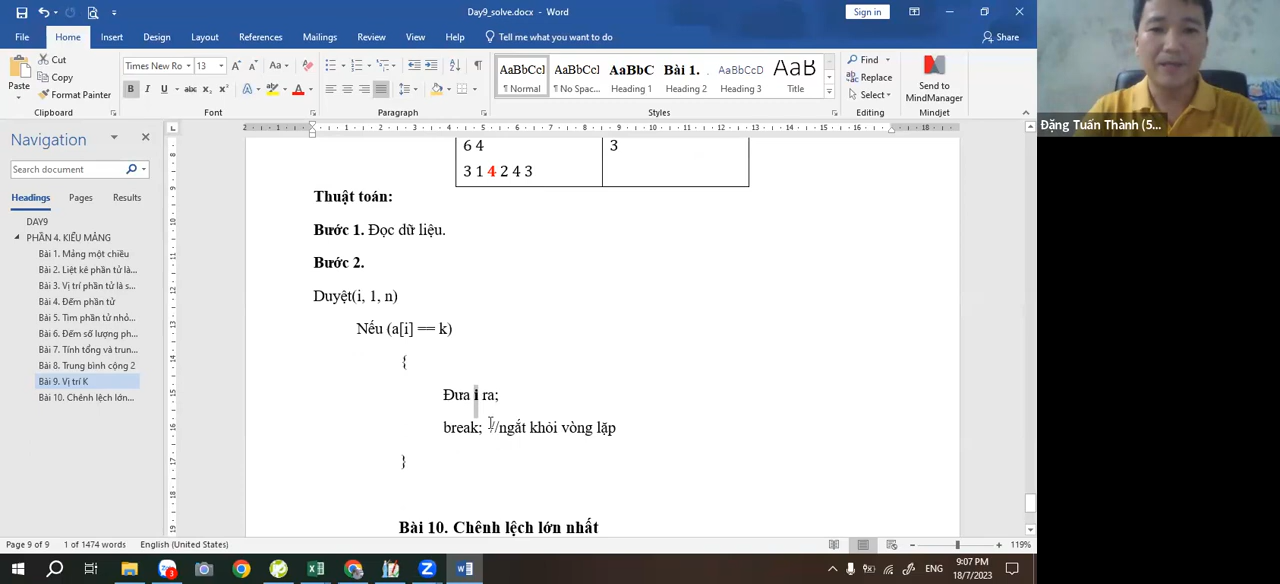 Day9_solve.docx - Word
Sign in
File Home Insert Design Layout References Mailings Review View Help Tell me what you want to do Share
Paste
Cut
Copy
Format Painter
Clipboard
Times New Ro 13
Font
Paragraph
AaBbCcI AaBbCcI AaBbC Bài 1. AaBbCcD AaB
¶ Normal ¶ No Spac... Heading 1 Heading 2 Heading 3 Title
Styles
Find
Replace
Select
Editing
Send to
MindManager
Mindjet
Đặng Tuấn Thành (5...
Navigation
Search document
Headings Pages Results
DAY9
PHẦN 4. KIỂU MẢNG
Bài 1. Mảng một chiều
Bài 2. Liệt kê phần tử là...
Bài 3. Vị trí phần tử là s...
Bài 4. Đếm phần tử
Bài 5. Tìm phần tử nhỏ...
Bài 6. Đếm số lượng ph...
Bài 7. Tính tổng và trun...
Bài 8. Trung bình cộng 2
Bài 9. Vị trí K
Bài 10. Chênh lệch lớn...
6 4 3
3 1 4 2 4 3
Thuật toán:
Bước 1. Đọc dữ liệu.
Bước 2.
Duyệt(i, 1, n)
Nếu (a[i] == k)
{
Đưa i ra;
break; //ngắt khỏi vòng lặp
}
Bài 10. Chênh lệch lớn nhất
Page 9 of 9 1 of 1474 words English (United States) 119%
ENG
9:07 PM
18/7/2023